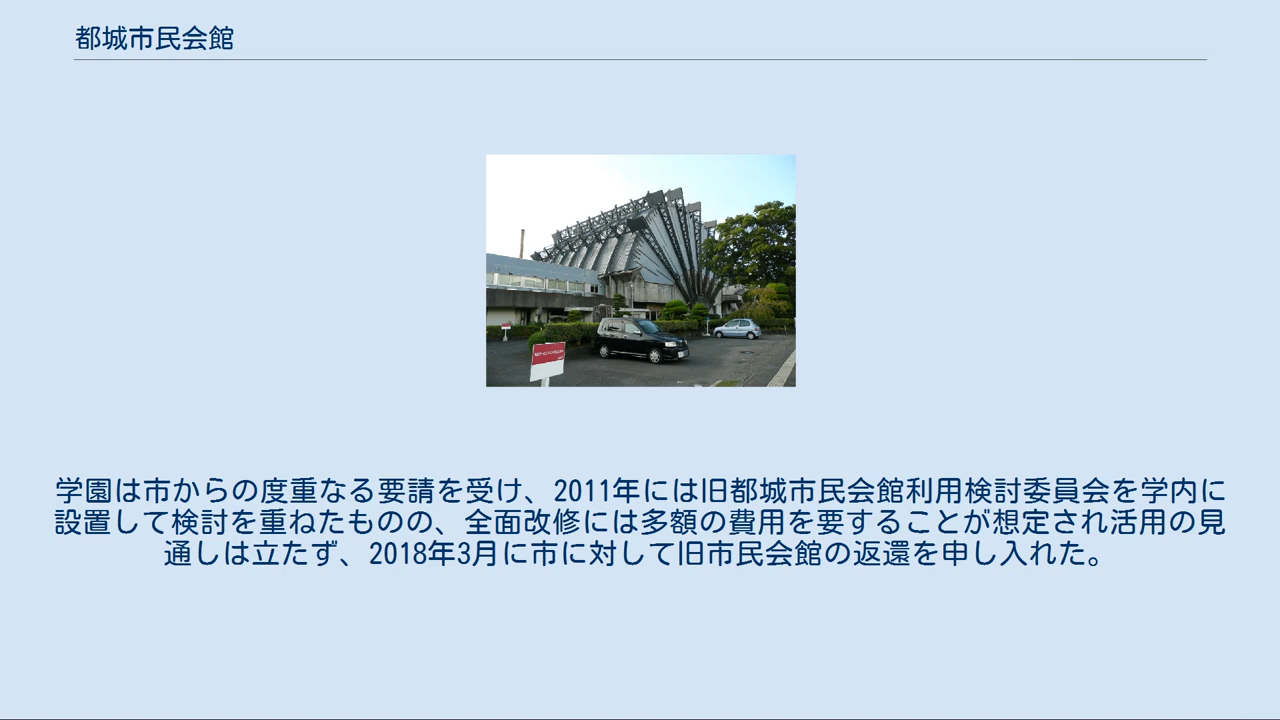 都城市民会館
学園は市からの度重なる要請を受け、2011年には旧都城市民会館利用検討委員会を学内に
設置して検討を重ねたものの、全面改修には多額の費用を要することが想定され活用の見
通しは立たず、2018年3月に市に対して旧市民会館の返還を申し入れた。